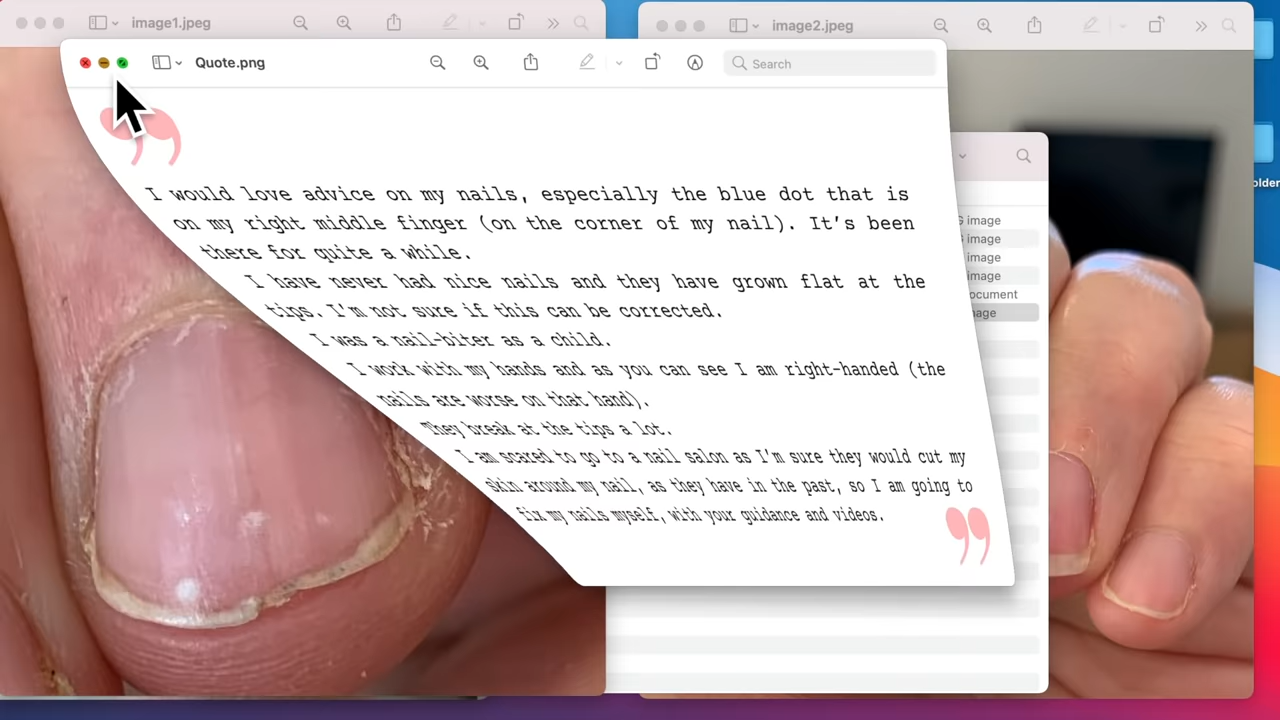 image1.jpeg
image2.jpeg
Quote.png
Search
I would love advice on my nails, especially the blue dot that is
on my right middle finger (on the corner of my nail). It's been
there for quite a while.
I have never had nice nails and they have grown flat at the
tips. I'm not sure if this can be corrected.
I was a nail-biter as a child.
I work with my hands and as you can see I am right-handed (the
nails are worse on that hand).
They break at the tips a lot.
I am scared to go to a nail salon as I'm sure they would cut my
skin around my nail, as they have in the past, so I am going to
fix my nails myself, with your guidance and videos.
image
image
image
image